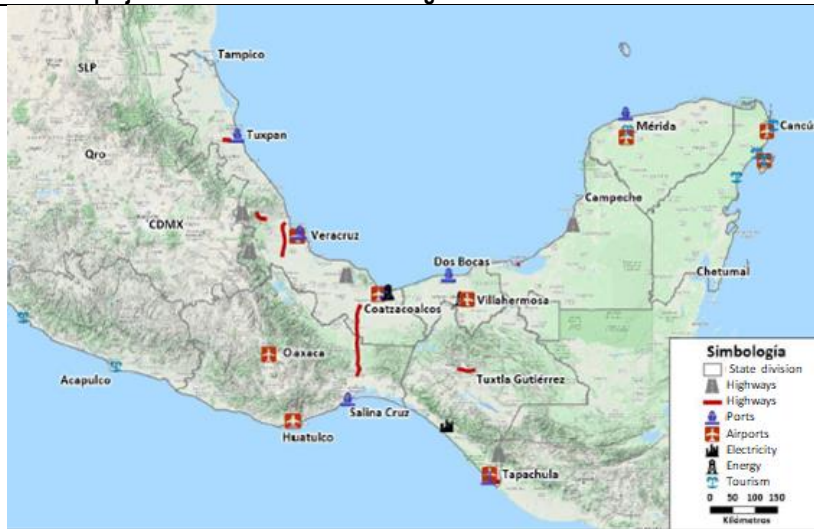 Tampico
SLP
Tuxpan
Mérida
Cancún
Qro
Campeche
CDMX
Veracruz
Dos Bocas
Chetumal
Coatzacoalcos
Villahermosa
Oaxaca
Tuxtla Gutiérrez
Acapulco
Salina Cruz
Huatulco
Tapachula
Simbología
State division
Highways
Highways
Ports
Airports
Electricity
Energy
Tourism
0 50 100 150
Kilómetros